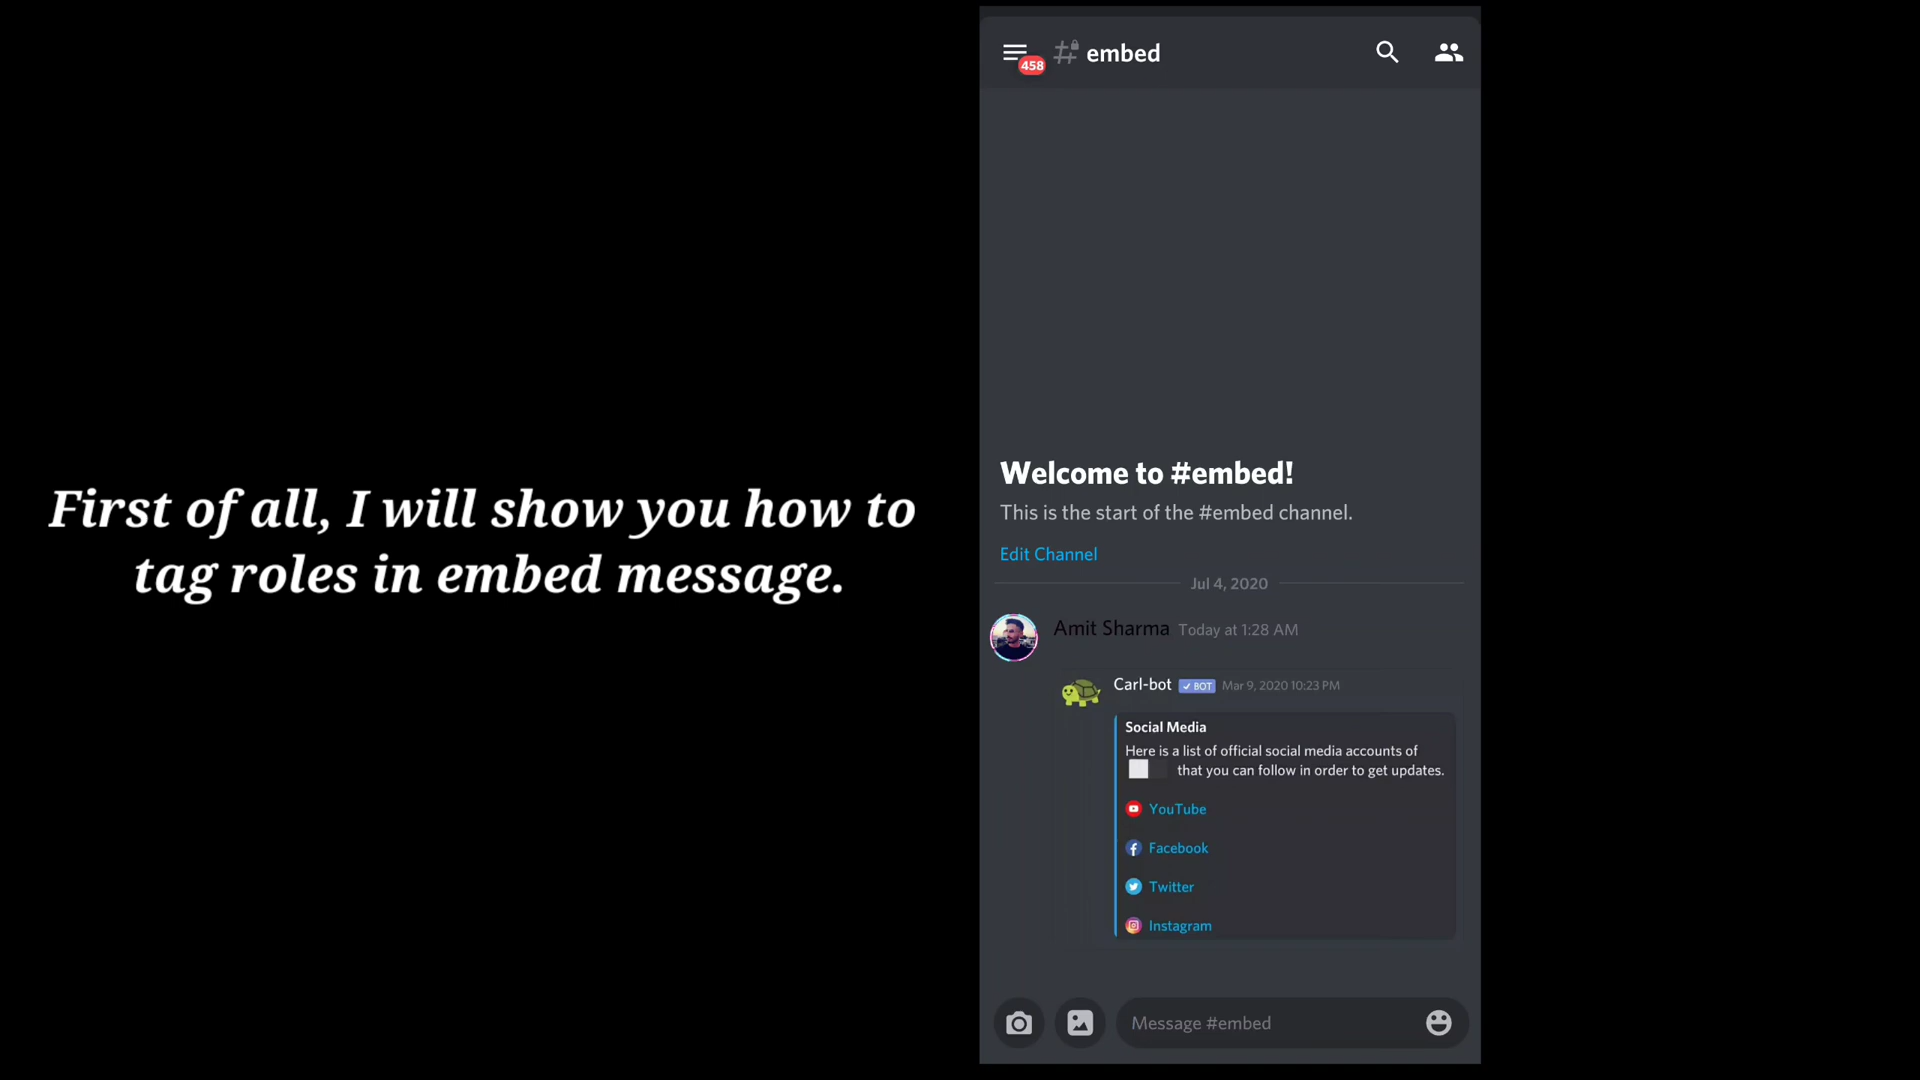 First of all, I will show you how to
tag roles in embed message.
458
embed
Welcome to #embed!
This is the start of the #embed channel.
Edit Channel
Jul 4, 2020
Amit Sharma Today at 1:28 AM
Carl-bot BOT Mar 9, 2020 10:23 PM
Social Media
Here is a list of official social media accounts of
that you can follow in order to get updates.
YouTube
Facebook
Twitter
Instagram
Message #embed